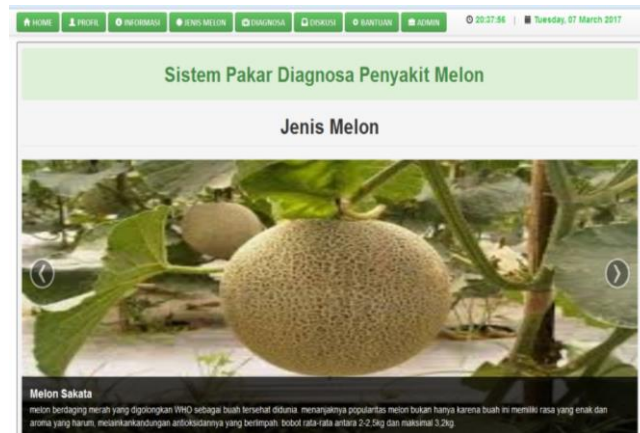 HOME PROFIL INFORMASI JENIS MELON DIAGNOSA DISKUSI BANTUAN ADMIN 20:37:56 | Tuesday, 07 March 2017
Sistem Pakar Diagnosa Penyakit Melon
Jenis Melon
Melon Sakata
melon berdaging merah yang digolongkan WHO sebagai buah tersehat didunia. menanjaknya popularitas melon bukan hanya karena buah ini memiliki rasa yang enak dan
aroma yang harum, melainkankandungan antioksidannya yang berlimpah. bobot rata-rata antara 2-2,5kg dan maksimal 3,2kg.